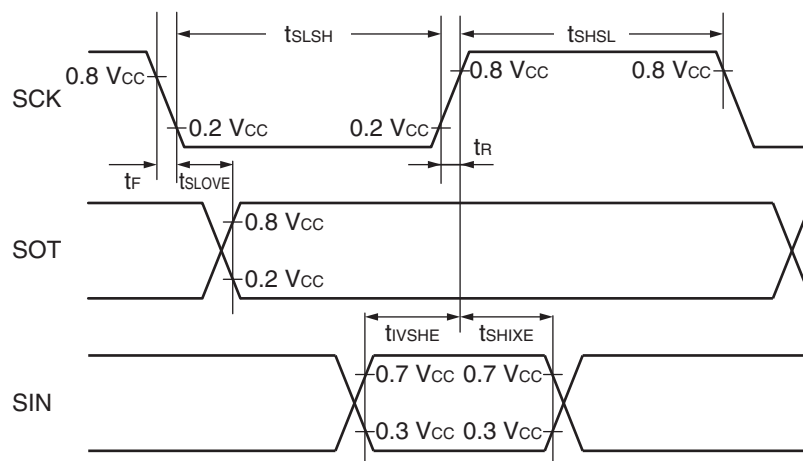 tSLSH tSHSL
0.8 VCC 0.8 VCC 0.8 VCC
SCK
0.2 VCC 0.2 VCC
tF tSLOVE tR
0.8 VCC
SOT
0.2 VCC
tIVSHE tSHIXE
0.7 VCC 0.7 VCC
SIN
0.3 VCC 0.3 VCC